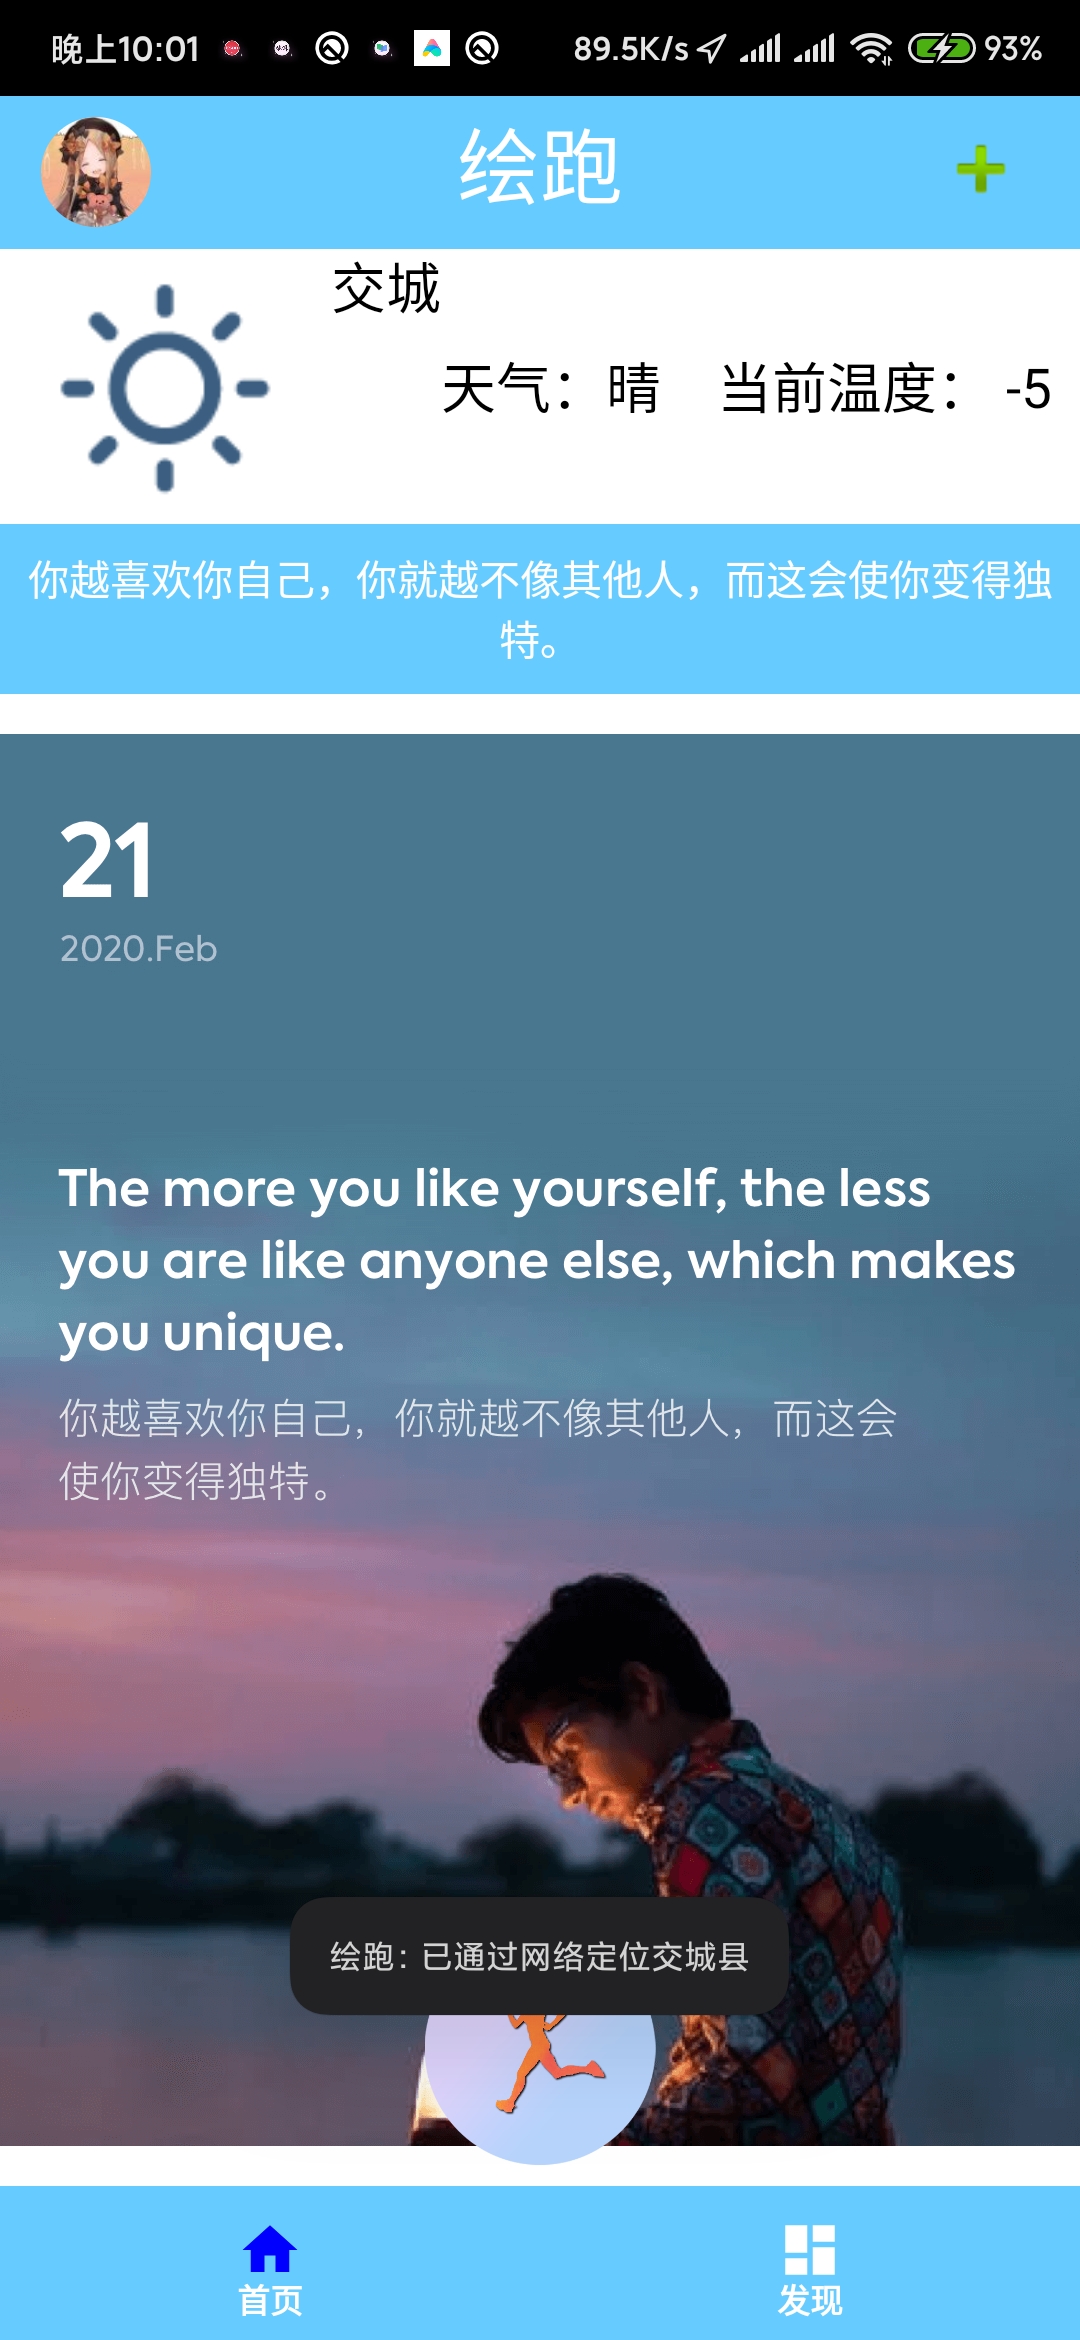 晚上10:01 89.5K/s 93%
绘跑
交城
天气：晴 当前温度： -5
你越喜欢你自己，你就越不像其他人，而这会使你变得独
特。
21
2020.Feb
The more you like yourself, the less
you are like anyone else, which makes
you unique.
你越喜欢你自己，你就越不像其他人，而这会
使你变得独特。
绘跑：已通过网络定位交城县
首页 发现